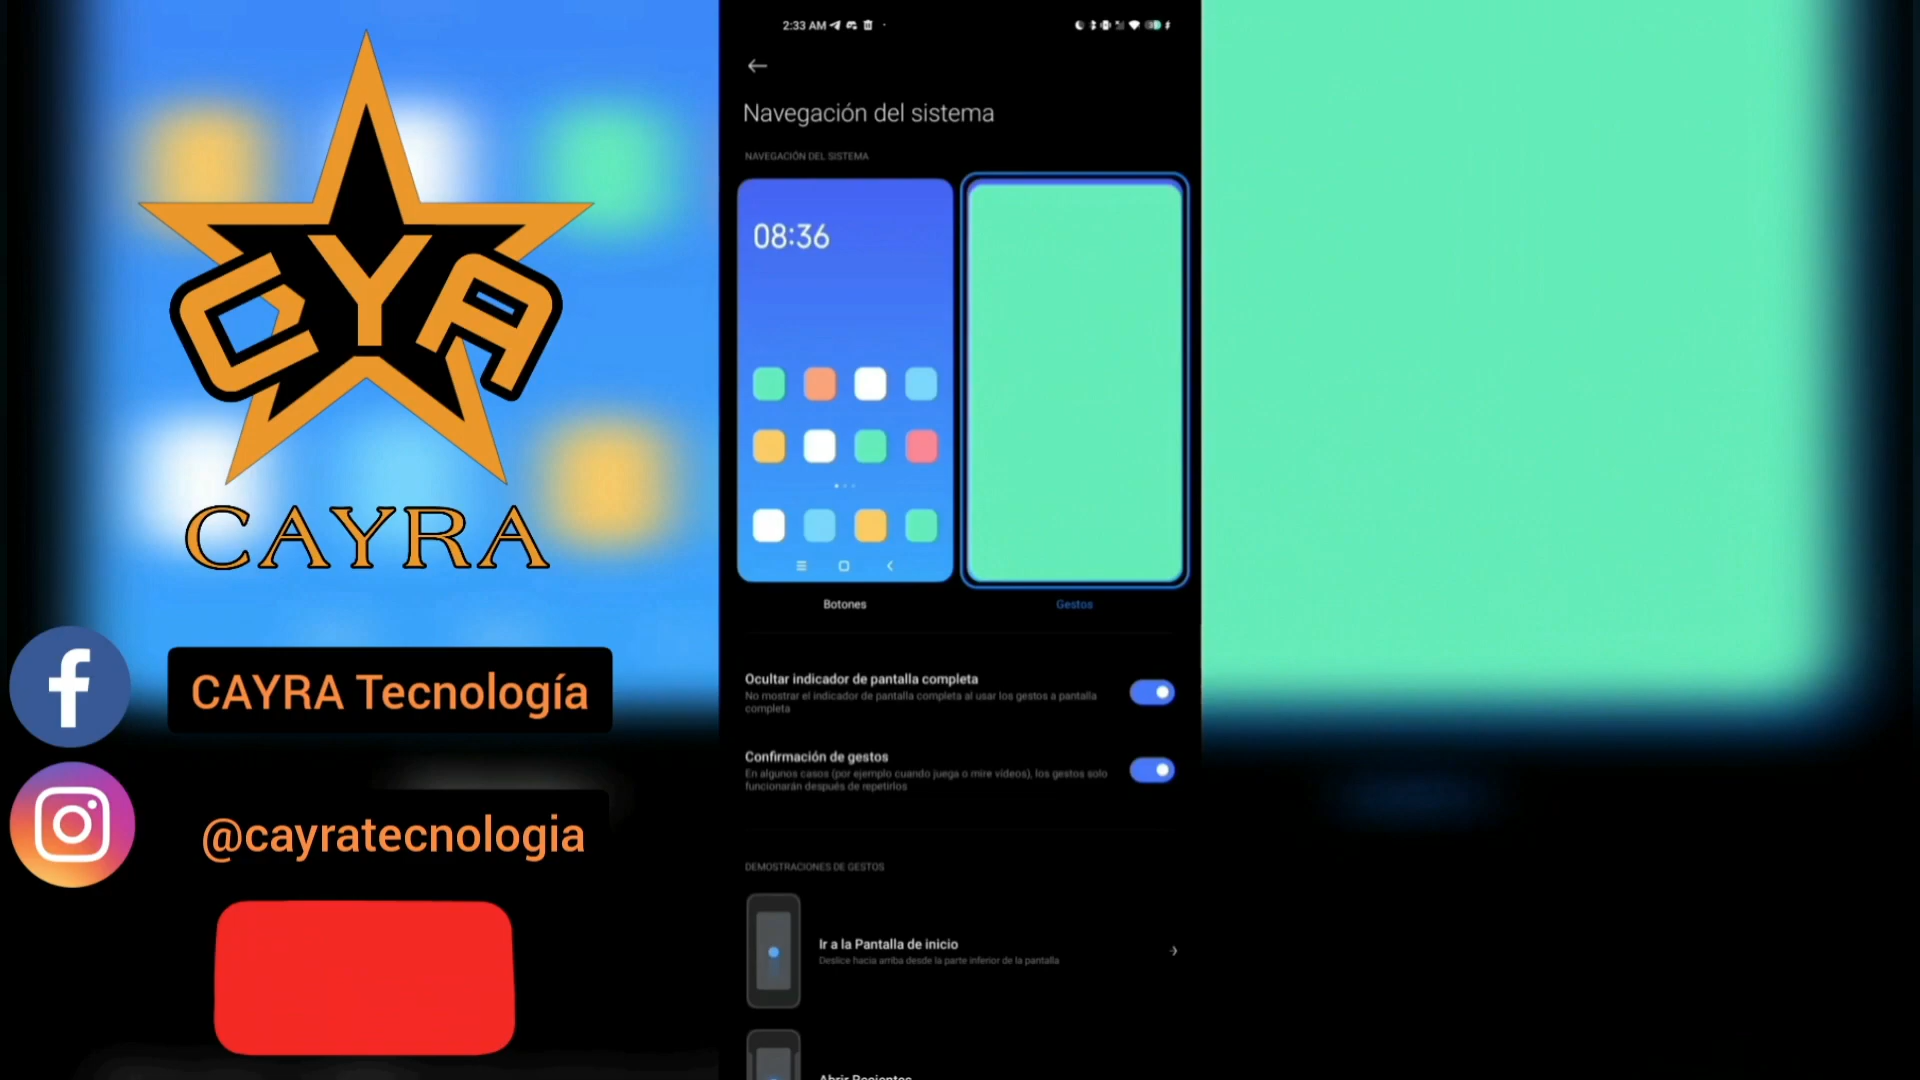 CYA
CAYRA
CAYRA Tecnología
@cayratecnologia
2:33 AM
Navegación del sistema
NAVEGACIÓN DEL SISTEMA
08:36
Botones
Gestos
Ocultar indicador de pantalla completa
No mostrar el indicador de pantalla completa al usar los gestos a pantalla
completa
Confirmación de gestos
En algunos casos (por ejemplo cuando juega o mire vídeos), los gestos solo
funcionarán después de repetirlos
DEMOSTRACIONES DE GESTOS
Ir a la Pantalla de inicio
Deslice hacia arriba desde la parte inferior de la pantalla
Abrir Recientes